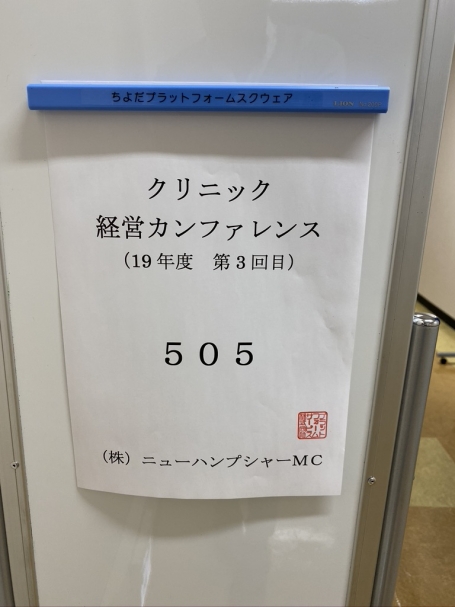 ちよだプラットフォームスクウェア
クリニック
経営カンファレンス
（19年度　第3回目）
５０５
（株）ニューハンプシャーMC